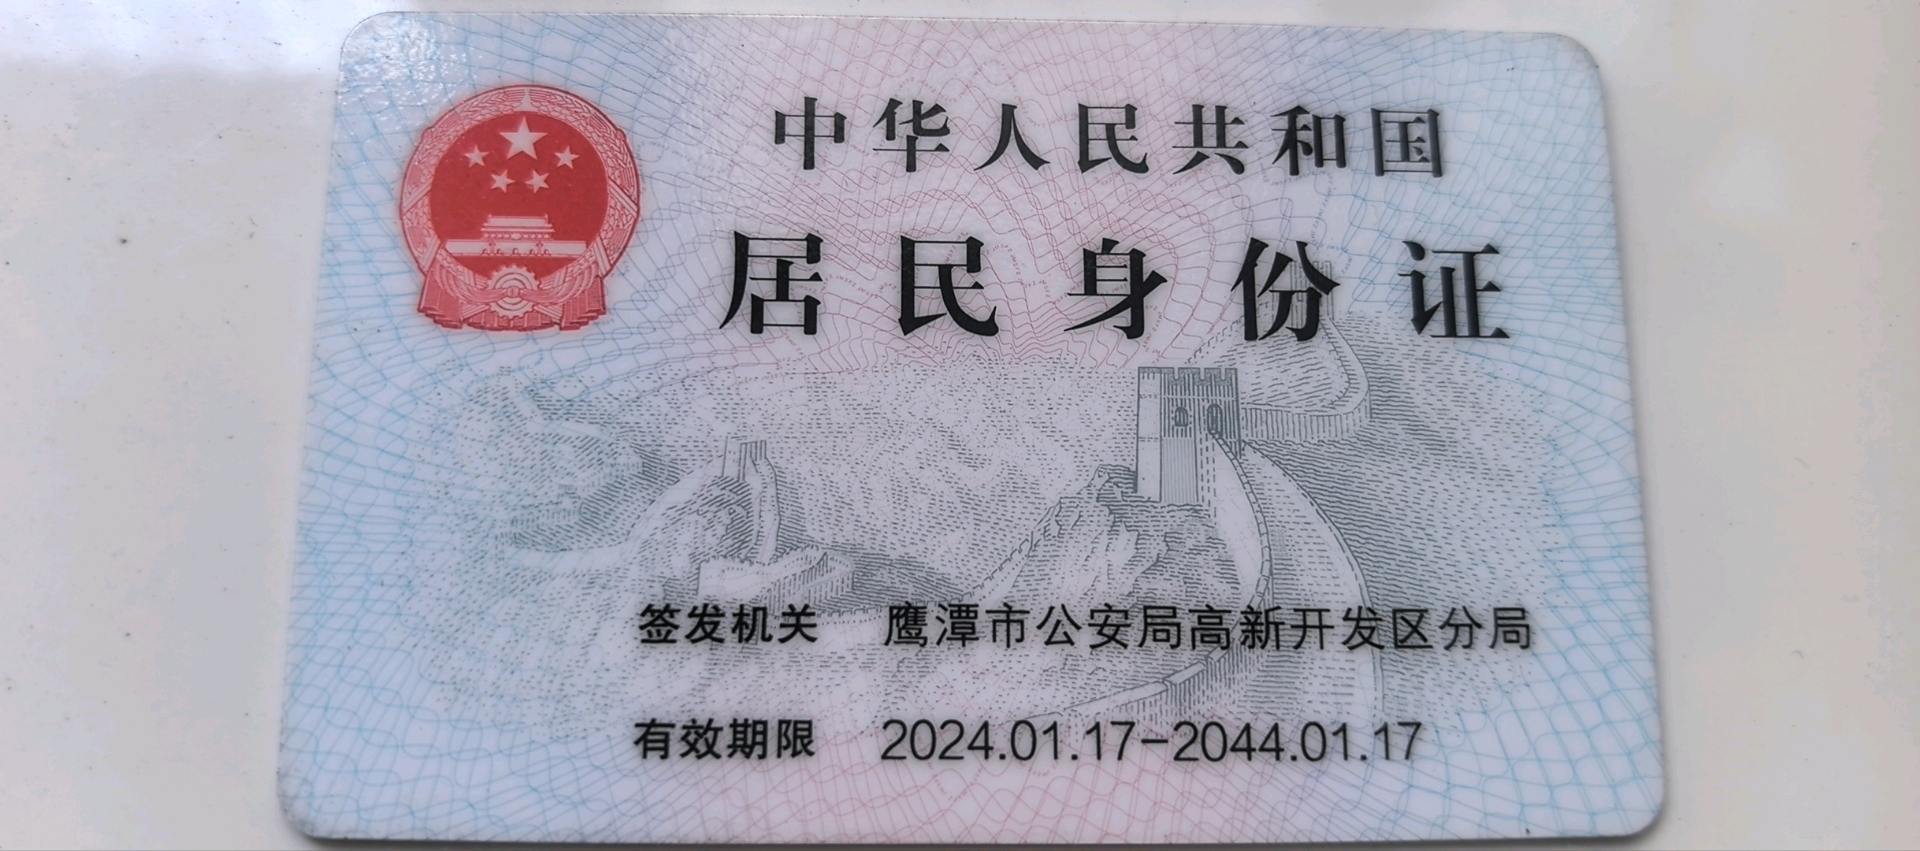 中华人民共和国
居民身份证
签发机关 鹰潭市公安局高新开发区分局
有效期限 2024.01.17-2044.01.17